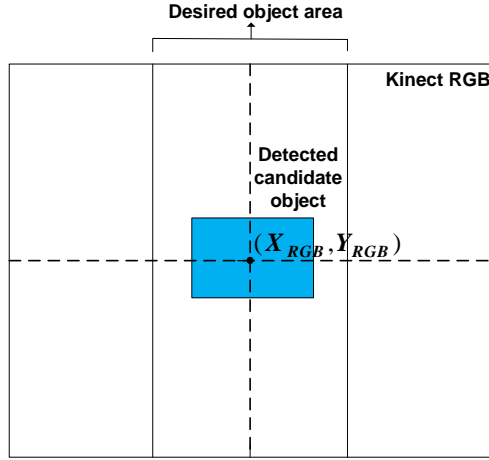 Desired object area
Kinect RGB
Detected
candidate
object
(X_RGB,Y_RGB)